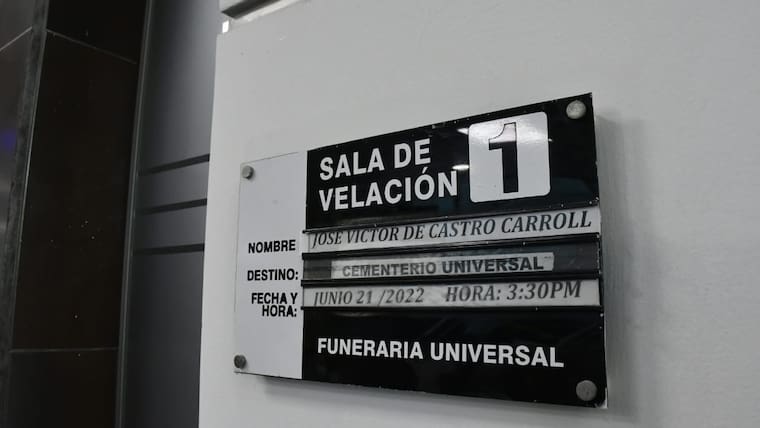 SALA DE
VELACIÓN 1
NOMBRE JOSE VICTOR DE CASTRO CARROLL
DESTINO: CEMENTERIO UNIVERSAL
FECHA Y
HORA: JUNIO 21 /2022 HORA: 3:30PM
FUNERARIA UNIVERSAL